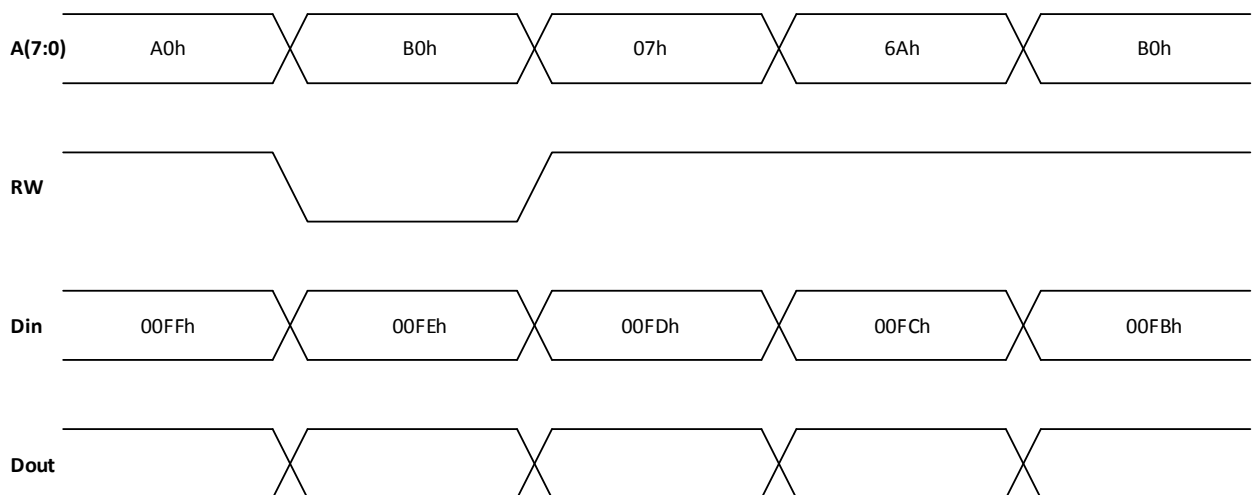 A(7:0) A0h B0h 07h 6Ah B0h
RW
Din 00FFh 00FEh 00FDh 00FCh 00FBh
Dout